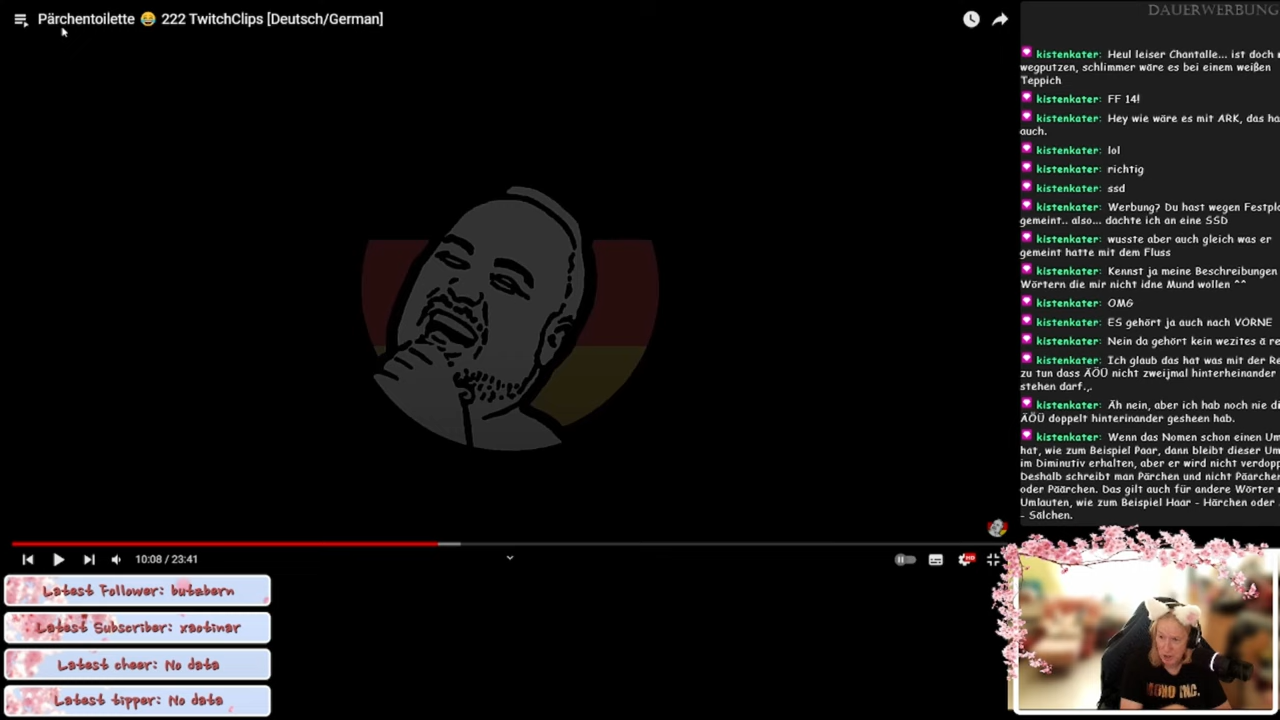 Pärchentoilette 😂 222 TwitchClips [Deutsch/German]
DAUERWERBUNG
kistenkater: Heul leiser Chantalle... ist doch
wegputzen, schlimmer wäre es bei einem weißen
Teppich
kistenkater: FF 14!
kistenkater: Hey wie wäre es mit ARK, das
auch.
kistenkater: lol
kistenkater: richtig
kistenkater: ssd
kistenkater: Werbung? Du hast wegen
gemeint.. also... dachte ich an eine SSD
kistenkater: wusste aber auch gleich was er
gemeint hatte mit dem Fluss
kistenkater: Kennst ja meine Beschreibungen
Wörtern die mir nicht idne Mund wollen ^^
kistenkater: OMG
kistenkater: ES gehört ja auch nach VORNE
kistenkater: Nein da gehört kein wezites ä
kistenkater: Ich glaub das hat was mit der
zu tun dass ÄÖÜ nicht zweijmal hinterheinander
stehen darf.,.
kistenkater: Äh nein, aber ich hab noch nie
ÄÖÜ doppelt hinterinander gesheen hab.
kistenkater: Wenn das Nomen schon einen
hat, wie zum Beispiel Paar, dann bleibt dieser
im Diminutiv erhalten, aber er wird nicht
Deshalb schreibt man Pärchen und nicht
oder Päärchen. Das gilt auch für andere Wörter
Umlauten, wie zum Beispiel Haar - Härchen oder
- Sälchen.
HD
10:08 / 23:41
Latest Follower: butzbern
Latest Subscriber: xaotinar
Latest cheer: No data
Latest tipper: No data
MONO INC.